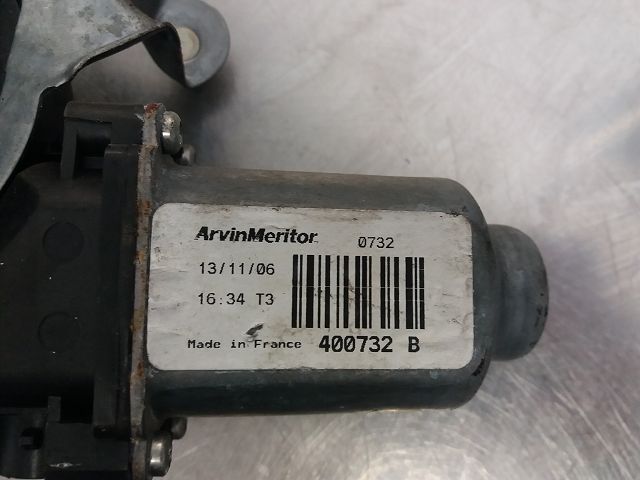 ArvinMeritor 0732
13/11/06
16:34 T3
Made in France 400732 B